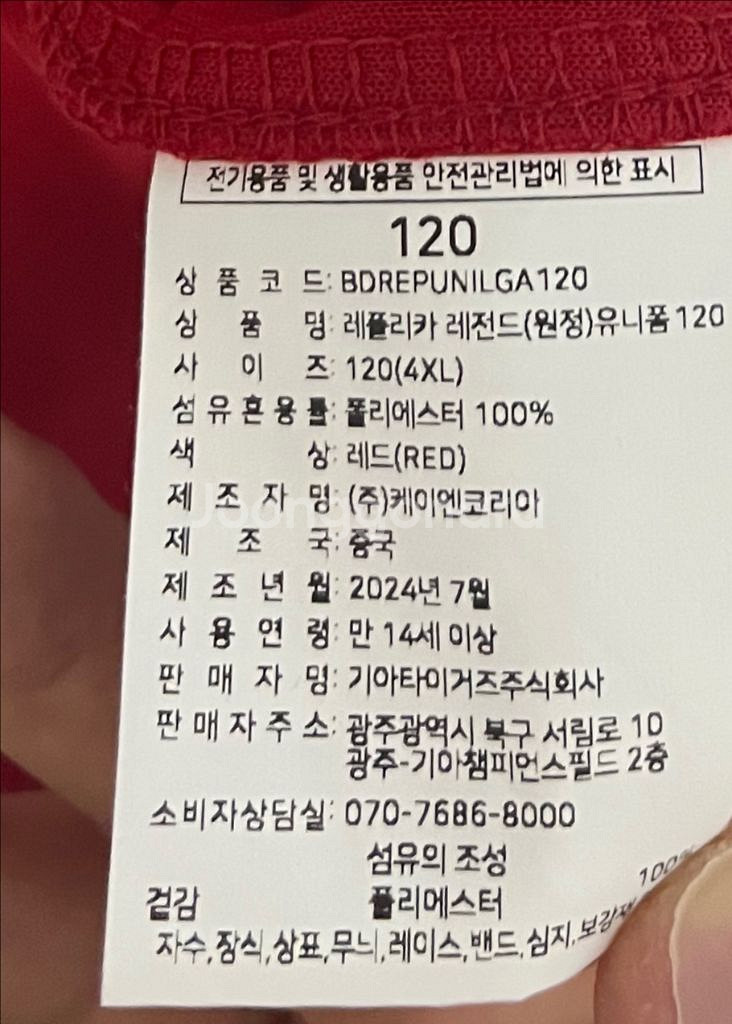 전기용품 및 생활용품 안전관리법에 의한 표시
120
상 품 코 드: BDREPUNILGA120
상 품 명: 레플리카 레전드(원정)유니폼 120
사 이 즈: 120(4XL)
섬 유 혼 용 률: 폴리에스터 100%
색 상: 레드(RED)
제 조 자 명: (주)케이엔코리아
제 조 국: 중국
제 조 년 월: 2024년 7월
사 용 연 령: 만 14세 이상
판 매 자 명: 기아타이거즈주식회사
판 매 자 주 소: 광주광역시 북구 서림로 10
광주-기아챔피언스필드 2층
소비자상담실: 070-7686-8000
섬유의 조성
겉감 폴리에스터 100%
자수,장식,상표,무늬,레이스,밴드,심지,보강재